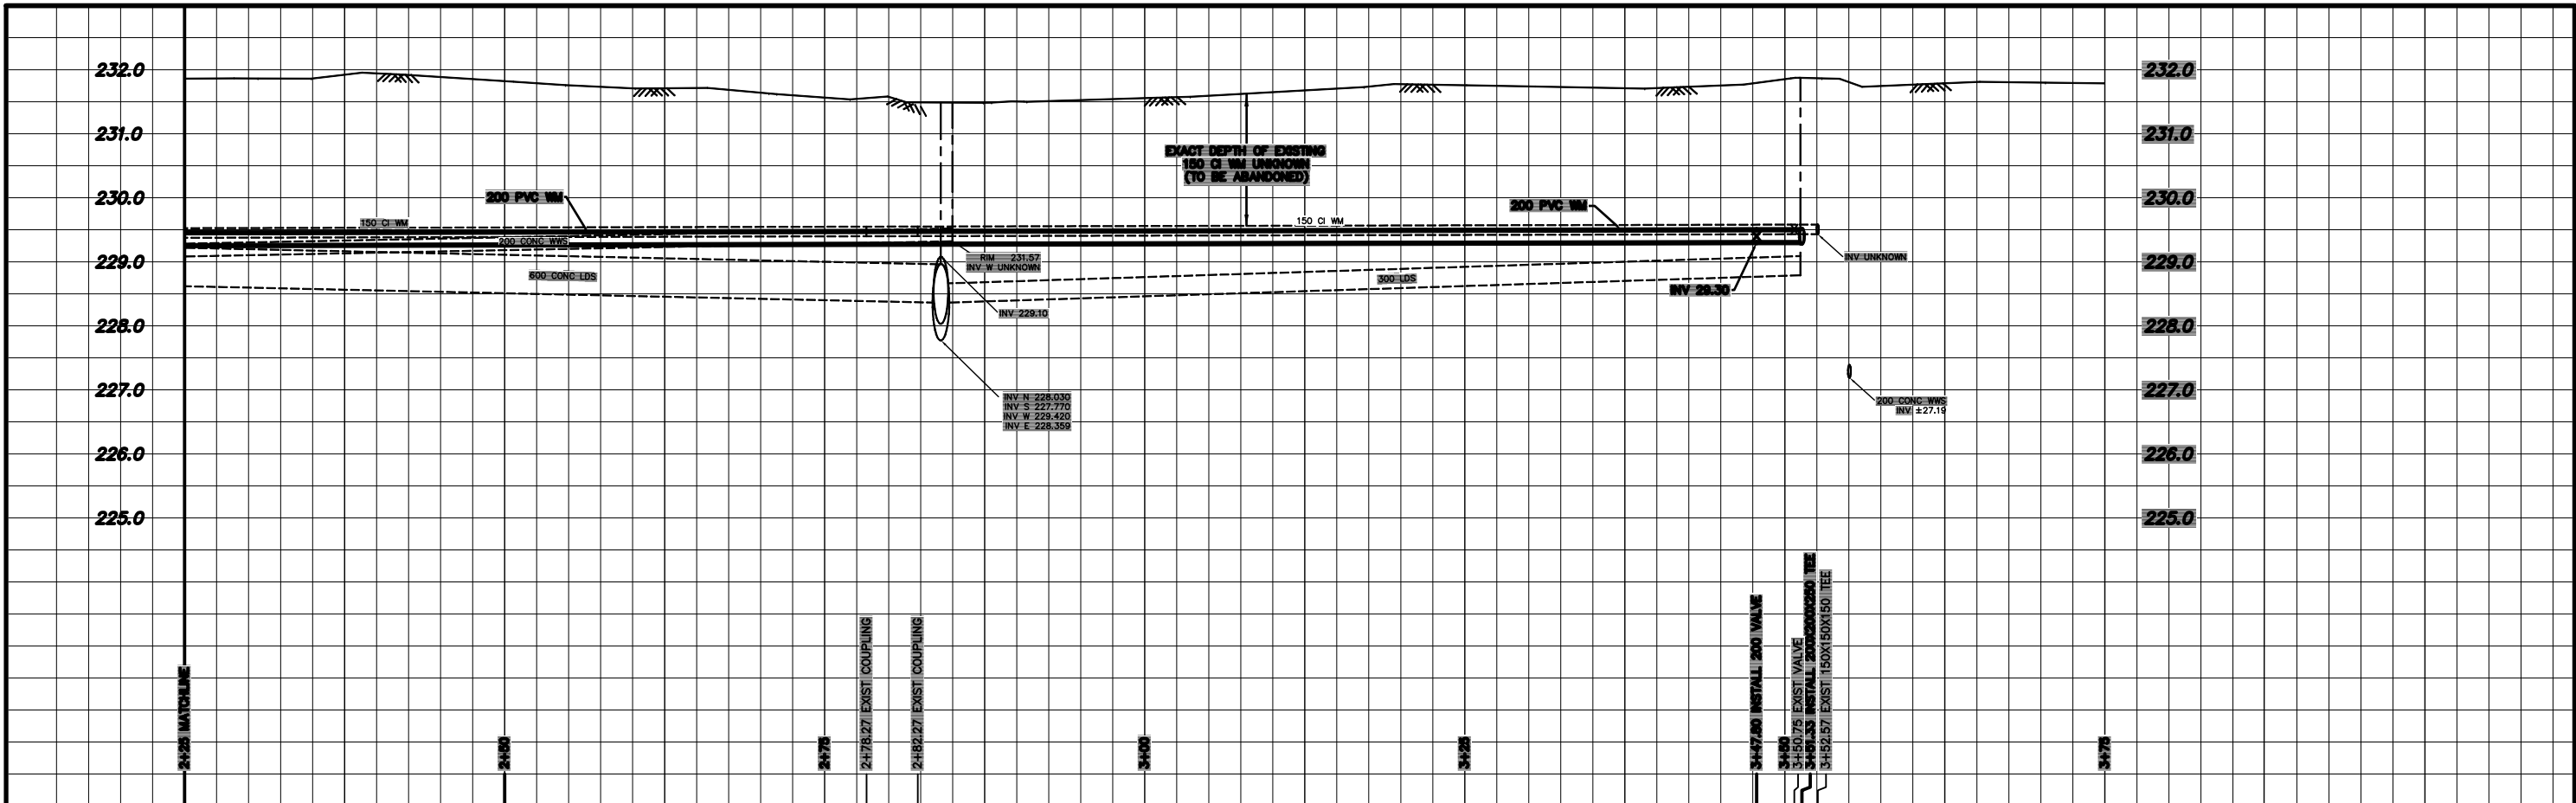 232.0
232.0
231.0
231.0
EXACT DEPTH OF EXISTING
150 CI WM UNKNOWN
(TO BE ABANDONED)
230.0
200 PVC WM
200 PVC WM
230.0
150 CI WM
150 CI WM
200 CONC WWS
229.0
RIM 231.57
INV W UNKNOWN
INV UNKNOWN
229.0
600 CONC LDS
300 LDS
INV 29.30
INV 229.10
228.0
228.0
227.0
227.0
INV N 228.030
INV S 227.770
INV W 229.420
INV E 228.359
200 CONC WWS
INV ±27.19
226.0
226.0
225.0
225.0
2+25 MATCHLINE
2+50
2+75
2+78.27 EXIST COUPLING
2+82.27 EXIST COUPLING
3+00
3+25
3+47.80 INSTALL 200 VALVE
3+50
3+50.75 EXIST VALVE
3+51.33 INSTALL 200X200X250 TEE
3+52.57 EXIST 150X150X150 TEE
3+75